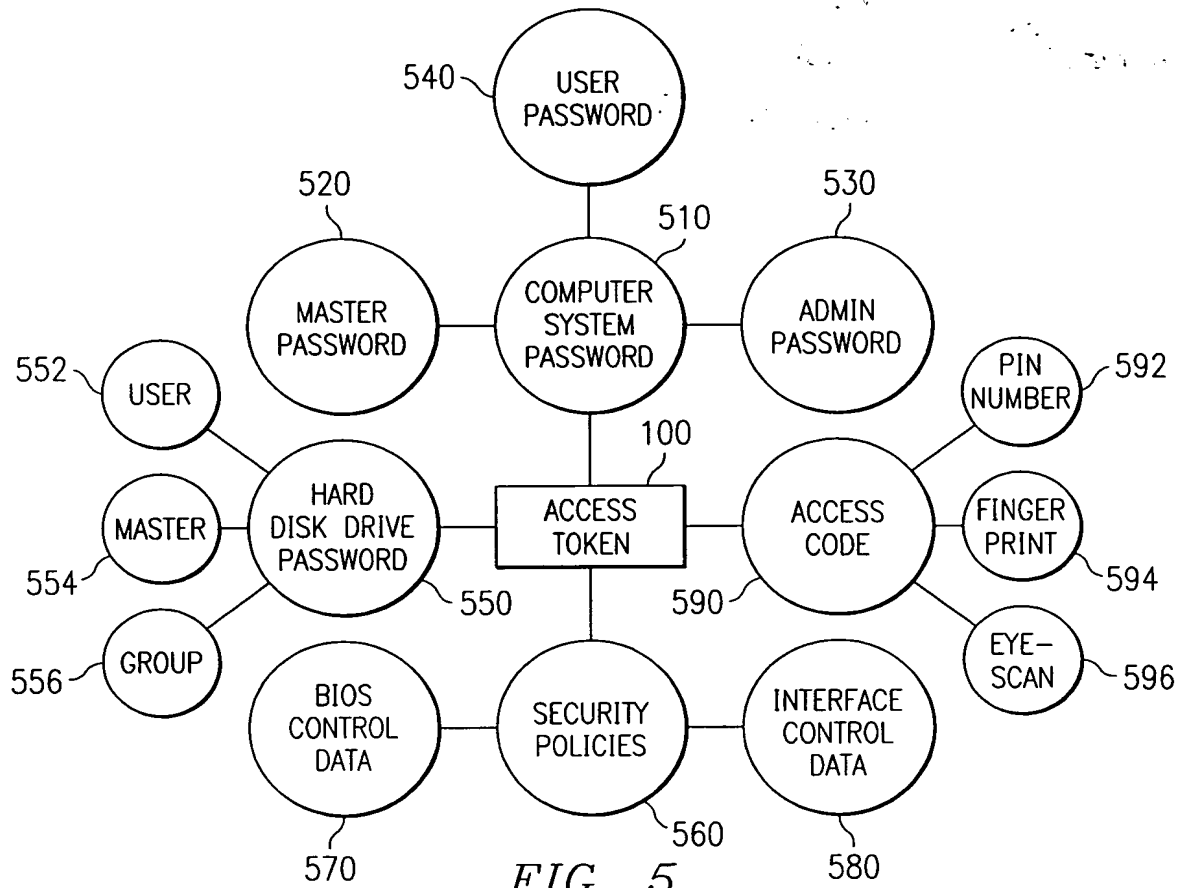 540
USER
PASSWORD
520
510
530
MASTER
PASSWORD
COMPUTER
SYSTEM
PASSWORD
ADMIN
PASSWORD
552
USER
PIN
NUMBER
592
100
HARD
DISK DRIVE
PASSWORD
ACCESS
TOKEN
ACCESS
CODE
MASTER
FINGER
PRINT
554
550
590
594
556
GROUP
EYE-
SCAN
596
BIOS
CONTROL
DATA
SECURITY
POLICIES
INTERFACE
CONTROL
DATA
570
560
580
FIG. 5